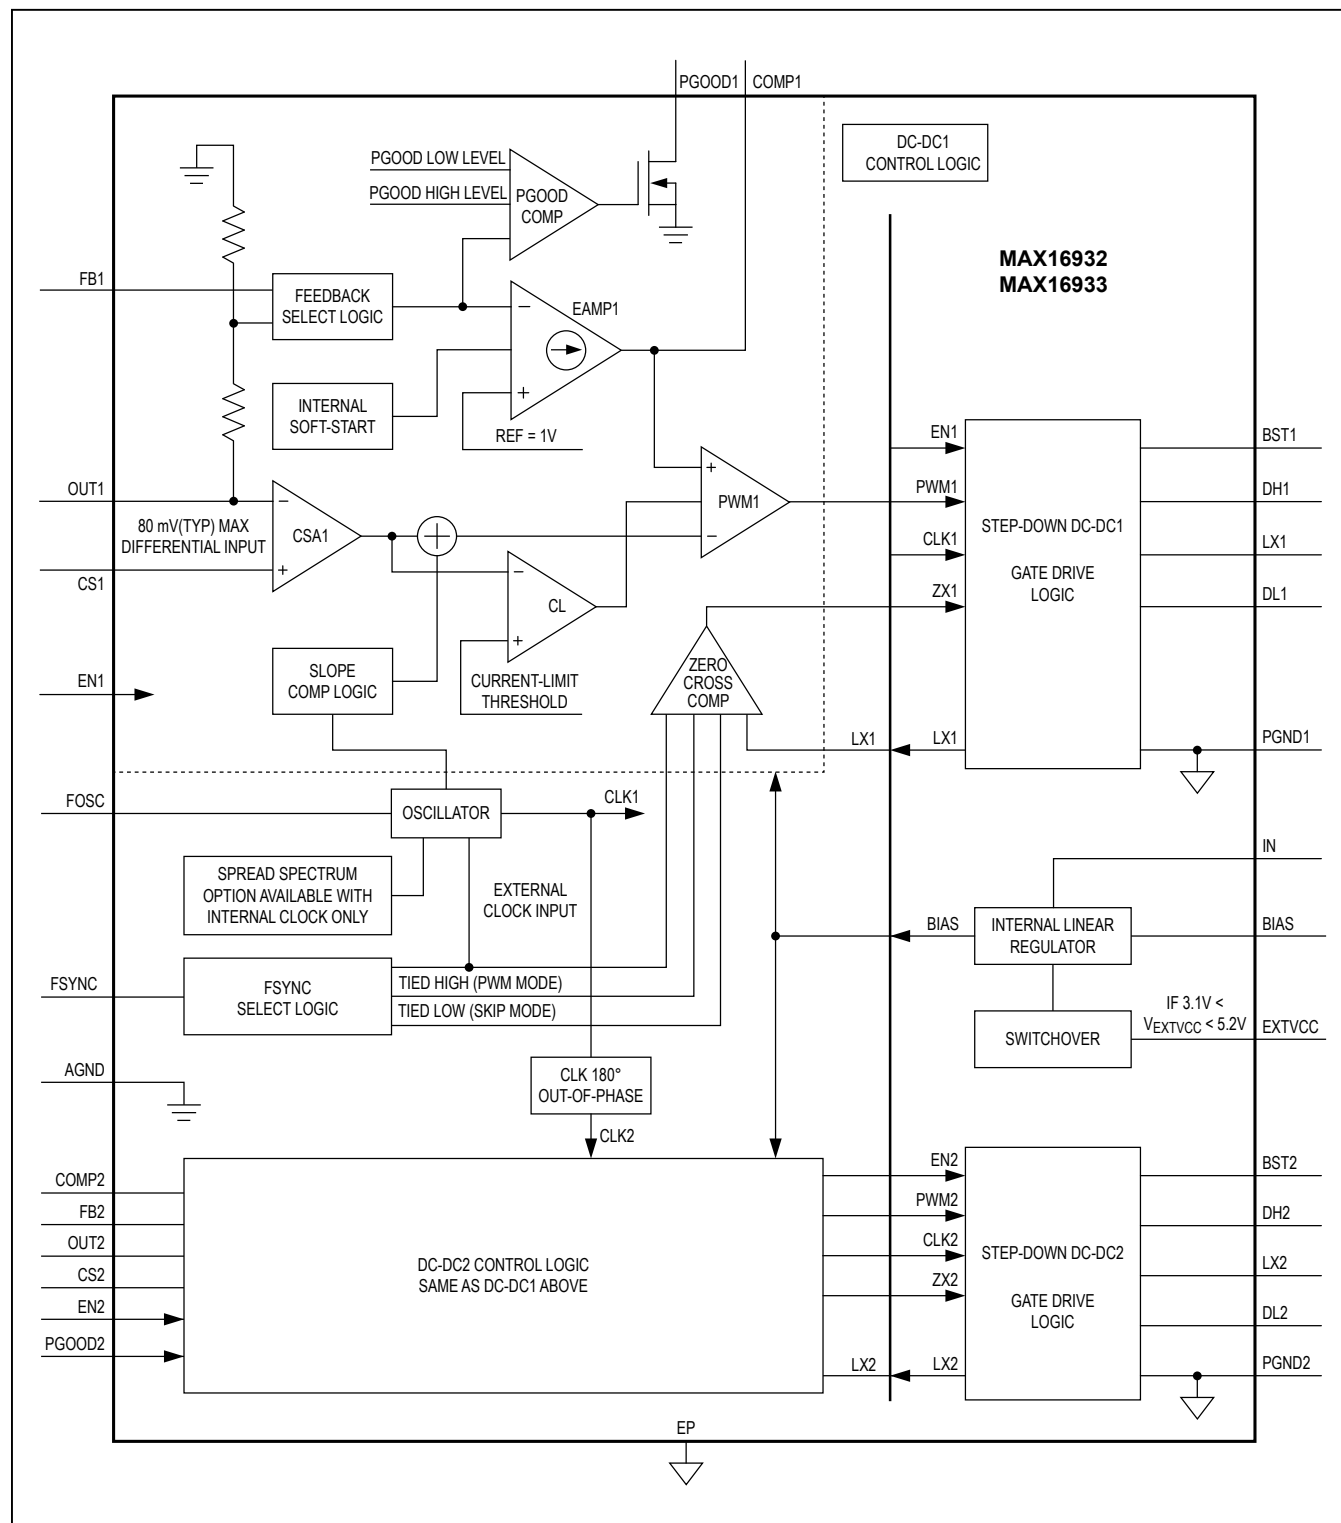 PGOOD1 COMP1
DC-DC1
CONTROL LOGIC
PGOOD LOW LEVEL
PGOOD HIGH LEVEL
PGOOD
COMP
MAX16932
MAX16933
FB1
FEEDBACK
SELECT LOGIC
EAMP1
−
+
INTERNAL
SOFT-START
REF = 1V
OUT1
80 mV(TYP) MAX
DIFFERENTIAL INPUT
CS1
−
CSA1
+
+
PWM1
−
−
CL
+
SLOPE
COMP LOGIC
CURRENT-LIMIT
THRESHOLD
ZERO
CROSS
COMP
EN1
EN1
PWM1
CLK1
ZX1
LX1
LX1
STEP-DOWN DC-DC1
GATE DRIVE
LOGIC
BST1
DH1
LX1
DL1
PGND1
FOSC
OSCILLATOR
CLK1
SPREAD SPECTRUM
OPTION AVAILABLE WITH
INTERNAL CLOCK ONLY
EXTERNAL
CLOCK INPUT
FSYNC
FSYNC
SELECT LOGIC
TIED HIGH (PWM MODE)
TIED LOW (SKIP MODE)
IN
BIAS
INTERNAL LINEAR
REGULATOR
BIAS
SWITCHOVER
IF 3.1V <
VEXTVCC < 5.2V
EXTVCC
AGND
CLK 180°
OUT-OF-PHASE
CLK2
COMP2
FB2
OUT2
CS2
EN2
PGOOD2
DC-DC2 CONTROL LOGIC
SAME AS DC-DC1 ABOVE
EN2
PWM2
CLK2
ZX2
LX2
LX2
STEP-DOWN DC-DC2
GATE DRIVE
LOGIC
BST2
DH2
LX2
DL2
PGND2
EP